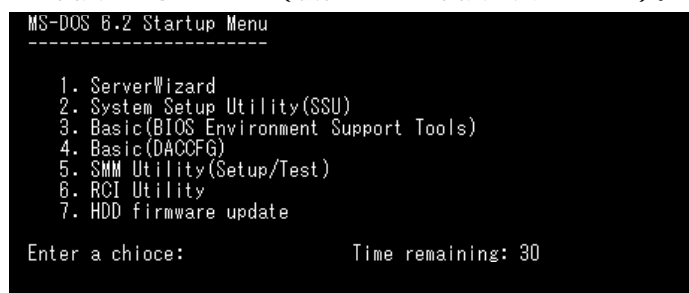 MS-DOS 6.2 Startup Menu
-----------------------
1. ServerWizard
2. System Setup Utility(SSU)
3. Basic(BIOS Environment Support Tools)
4. Basic(DACCFG)
5. SMM Utility(Setup/Test)
6. RCI Utility
7. HDD firmware update
Enter a chioce: Time remaining: 30